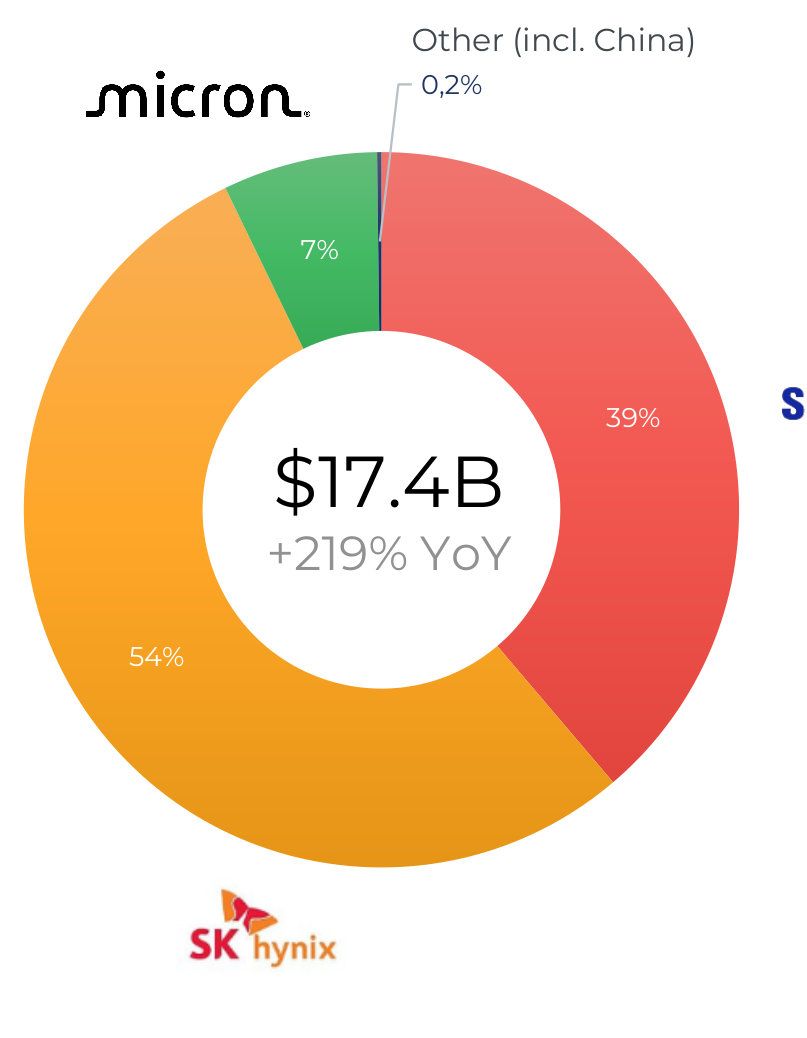 Other (incl. China)
0,2%
micron®
7%
39%
S
$17.4B
+219% YoY
54%
SK hynix